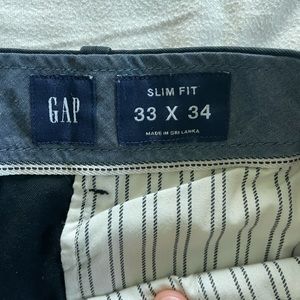 GAP
SLIM FIT
33 X 34
MADE IN SRI LANKA